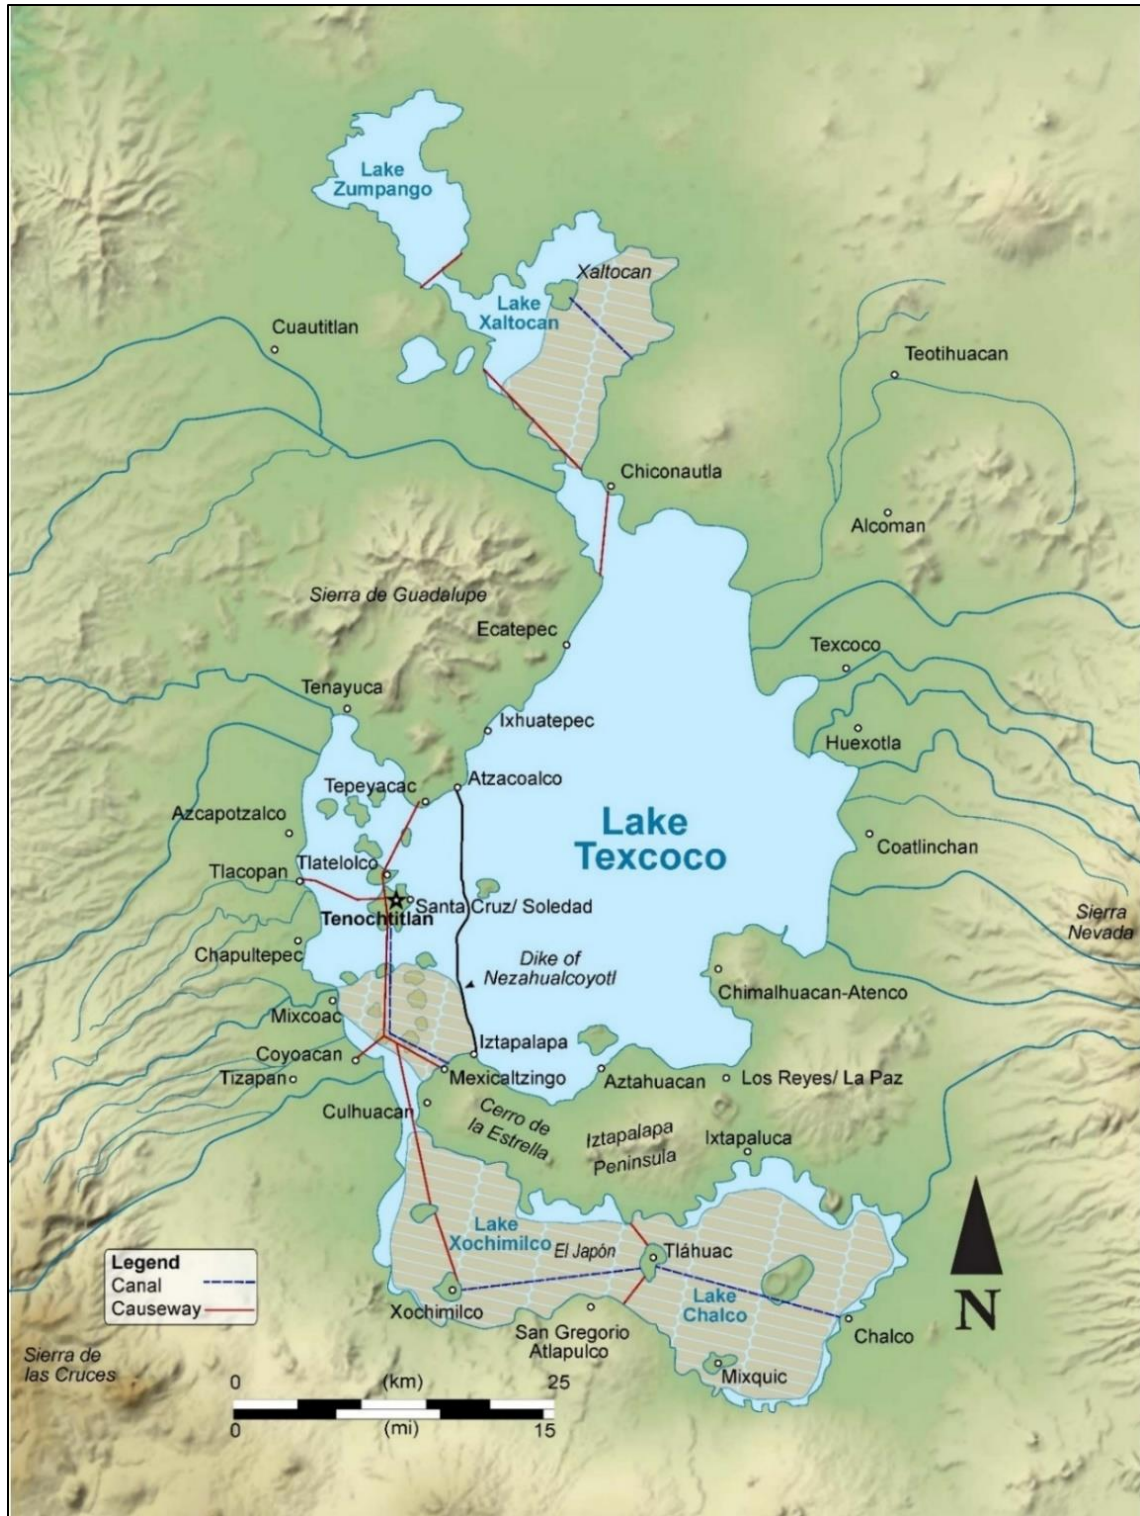 Lake
Zumpango
Xaltocan
Lake
Xaltocan
Cuautitlan
Teotihuacan
Chiconautla
Alcoman
Sierra de Guadalupe
Ecatepec
Texcoco
Tenayuca
Ixhuatepec
Huexotla
Tepeyacac
Atzacoalco
Azcapotzalco
Lake
Texcoco
Coatlinchan
Tlatelolco
Tlacopan
Santa Cruz/ Soledad
Tenochtitlan
Sierra
Nevada
Chapultepec
Dike of
Nezahualcoyotl
Chimalhuacan-Atenco
Mixcoac
Iztapalapa
Coyoacan
Mexicaltzingo
Aztahuacan
Los Reyes/ La Paz
Tizapan
Culhuacan
Cerro de
la Estrella
Iztapalapa
Peninsula
Ixtapaluca
Lake
Xochimilco
El Japón
Tláhuac
Legend
Canal
Causeway
Xochimilco
Lake
Chalco
San Gregorio
Atlapulco
Chalco
N
Sierra de
las Cruces
Mixquic
0 (km) 25
0 (mi) 15